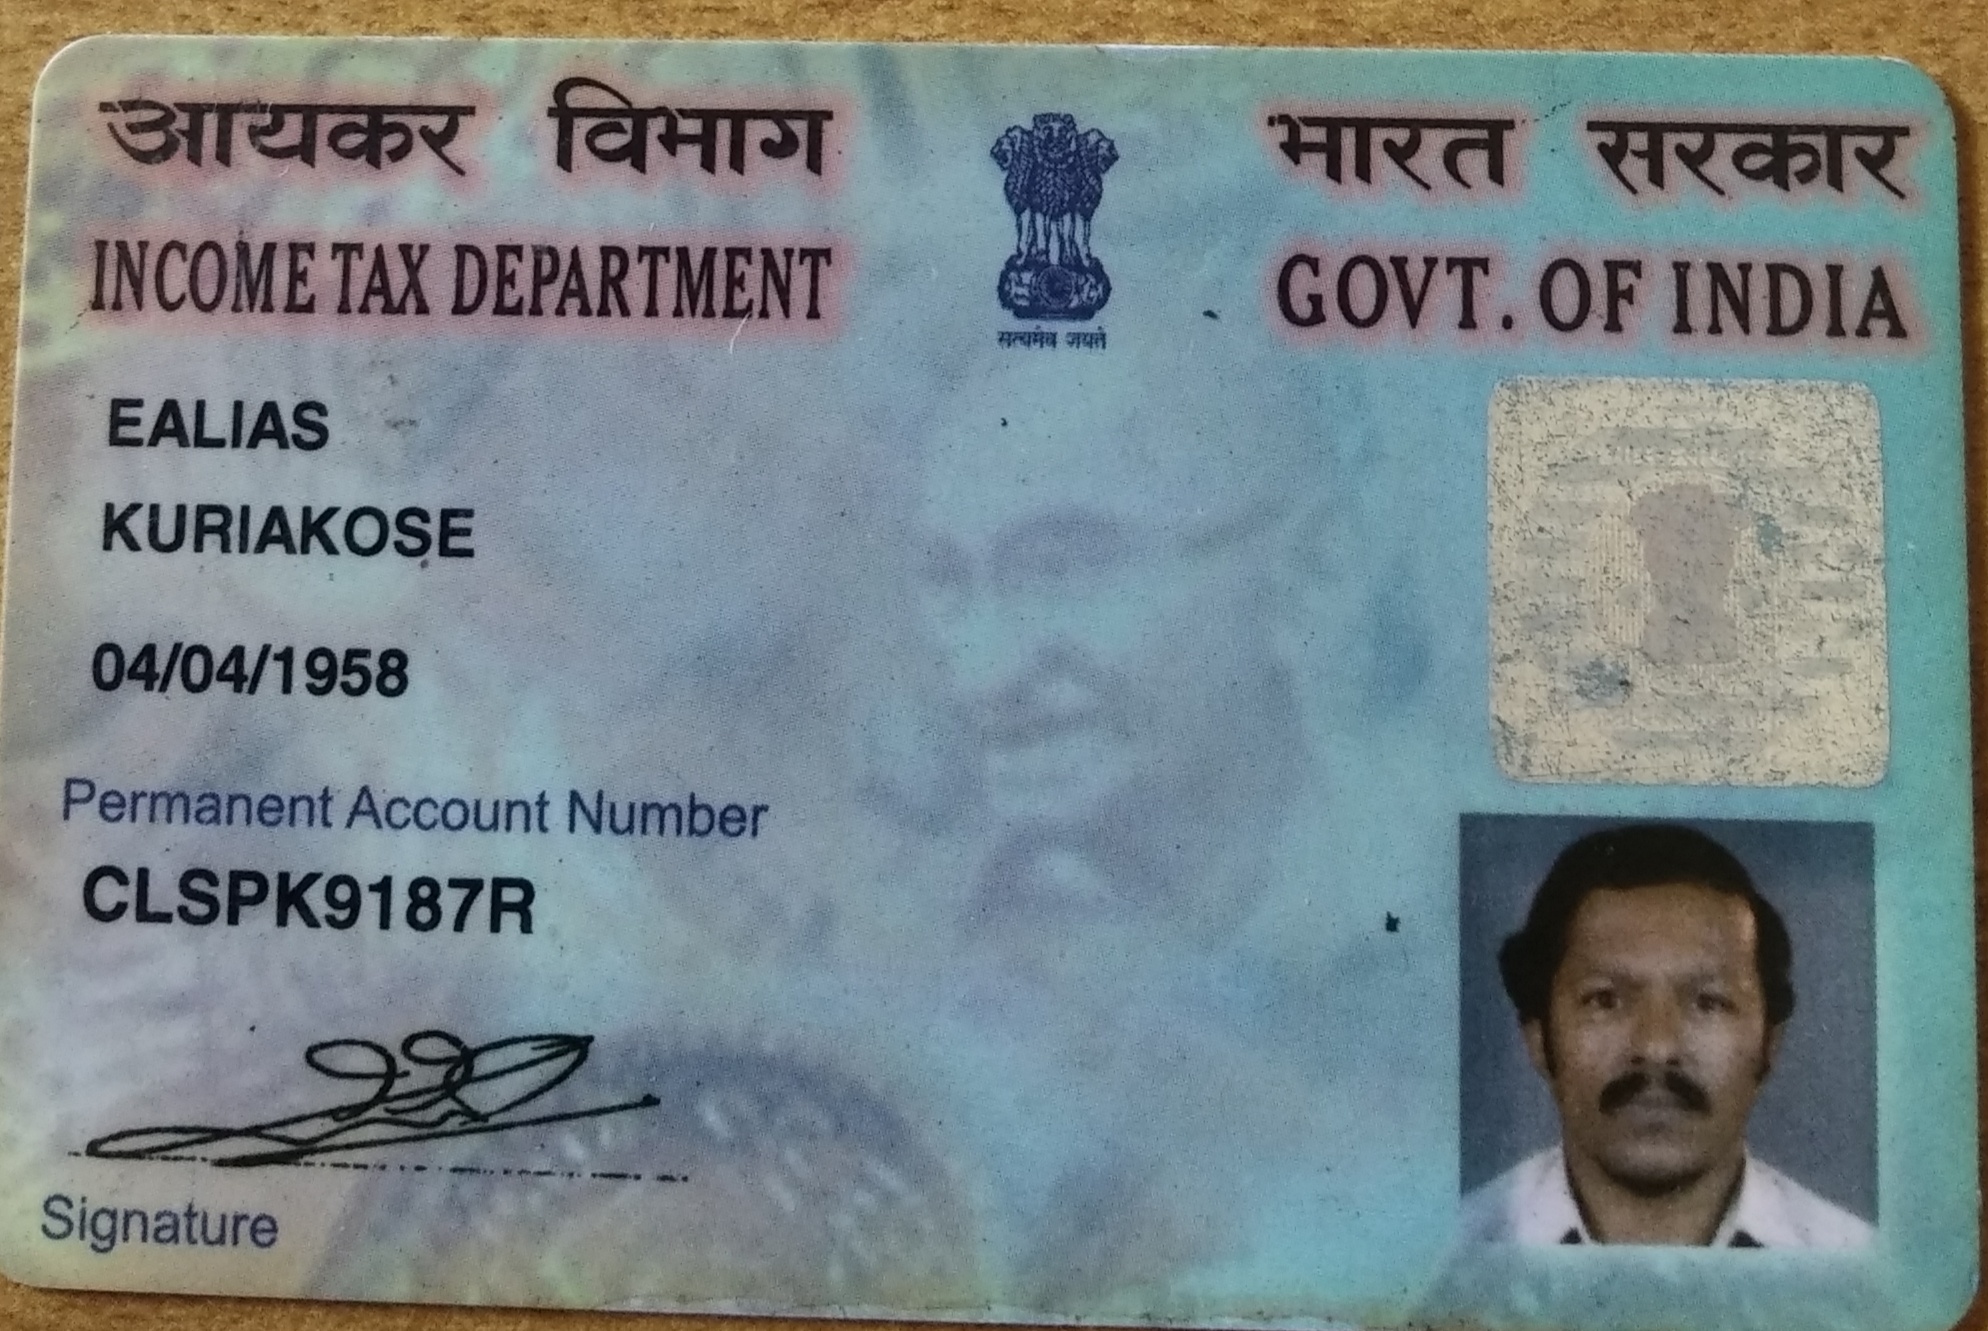 आयकर विभाग
INCOME TAX DEPARTMENT
सत्यमेव जयते
भारत सरकार
GOVT. OF INDIA
EALIAS
KURIAKOSE
04/04/1958
Permanent Account Number
CLSPK9187R
Signature